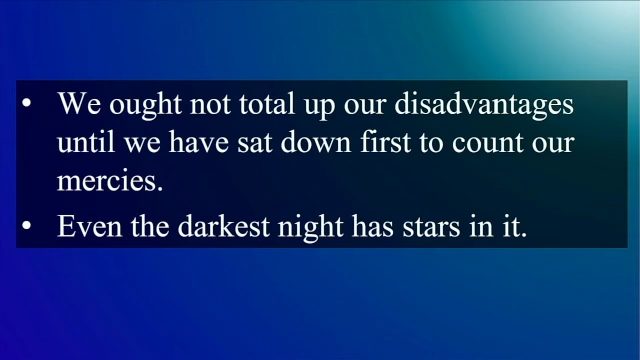 • We ought not total up our disadvantages
until we have sat down first to count our
mercies.
• Even the darkest night has stars in it.